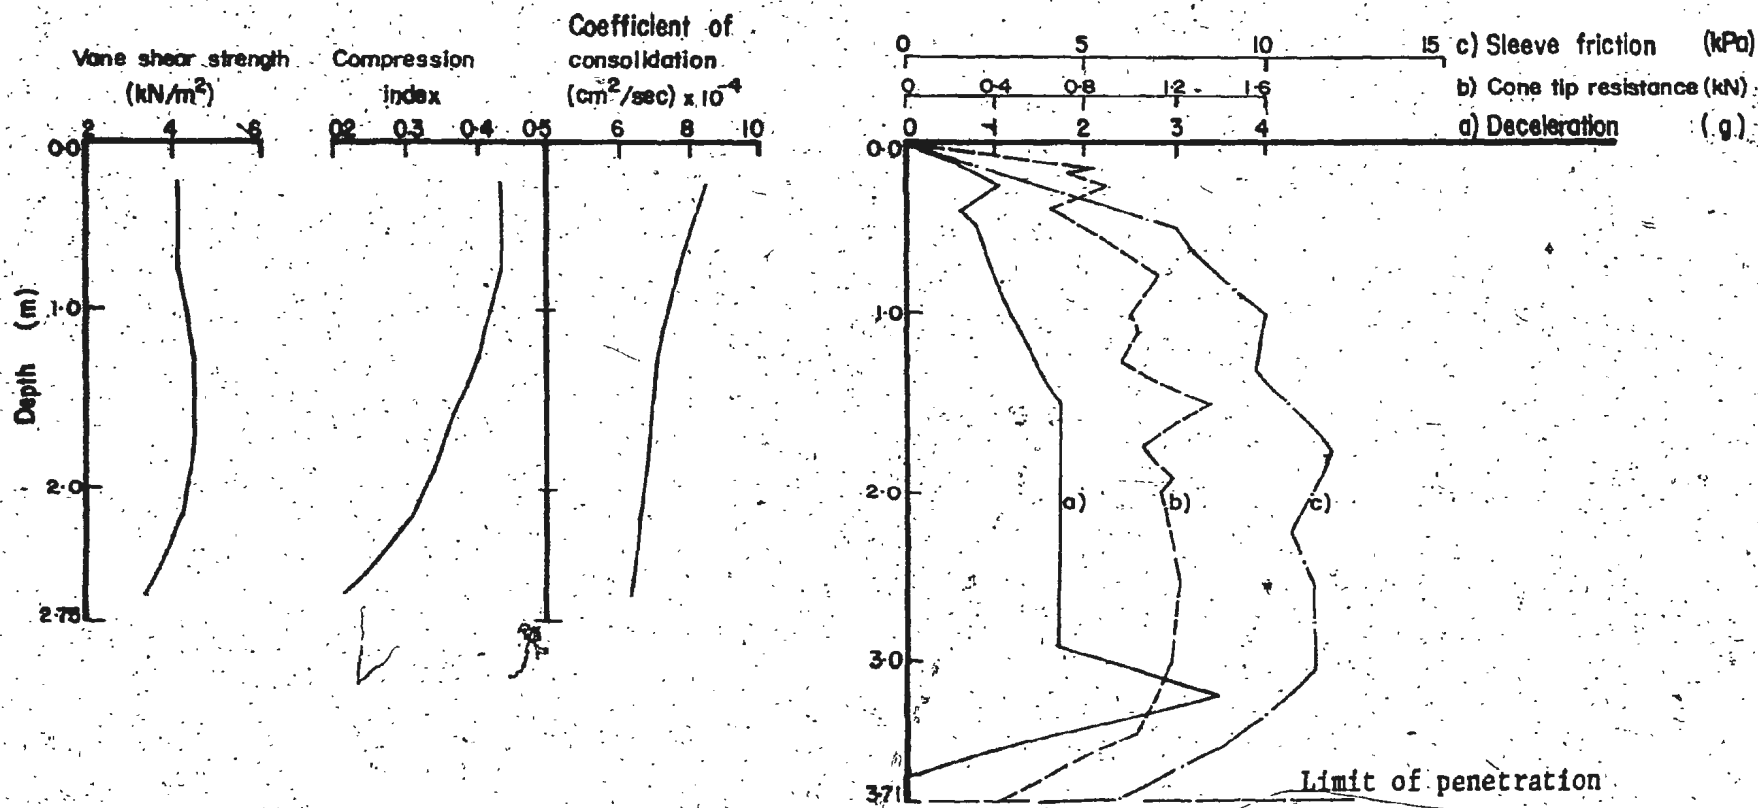 Vane shear strength
(kN/m²)
2 4 6
Compression
index
0·2 0·3 0·4 0·5
Coefficient of
consolidation
(cm²/sec) x 10⁻⁴
6 8 10
Depth (m)
0·0
1·0
2·0
2·75
0 5 10 15 c) Sleeve friction (kPa)
0 0·4 0·8 1·2 1·6 b) Cone tip resistance (kN)
0 1 2 3 4 a) Deceleration (g)
0·0
1·0
2·0
3·0
3·71
a) b) c)
Limit of penetration